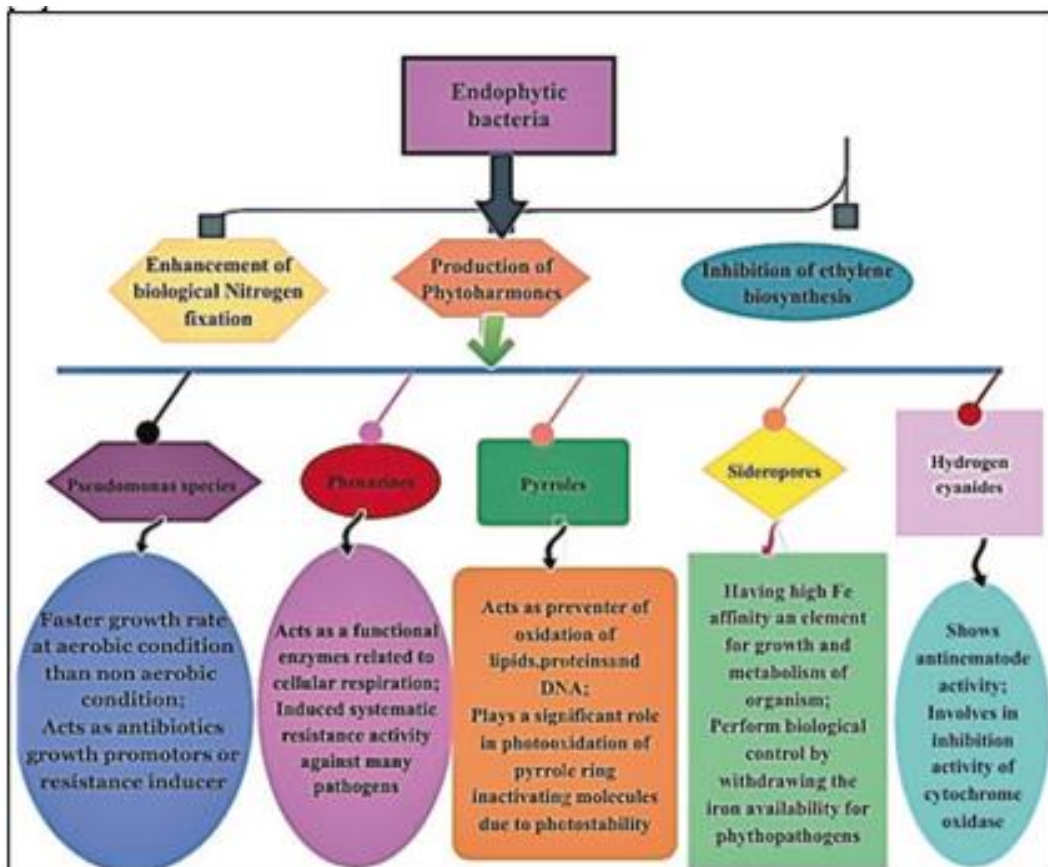 Endophytic
bacteria
Enhancement of
biological Nitrogen
fixation
Production of
Phytoharmones
Inhibition of ethylene
biosynthesis
Pseudomonas species
Phenarines
Pyrroles
Sideropores
Hydrogen
cyanides
Faster growth rate
at aerobic condition
than non aerobic
condition;
Acts as antibiotics
growth promotors or
resistance inducer
Acts as a functional
enzymes related to
cellular respiration;
Induced systematic
resistance activity
against many
pathogens
Acts as preventer of
oxidation of
lipids,proteinsand
DNA;
Plays a significant role
in photooxidation of
pyrrole ring
inactivating molecules
due to photostability
Having high Fe
affinity an element
for growth and
metabolism of
organism;
Perform biological
control by
withdrawing the
iron availability for
phythopathogens
Shows
antinematode
activity;
Involves in
inhibition
activity of
cytochrome
oxidase